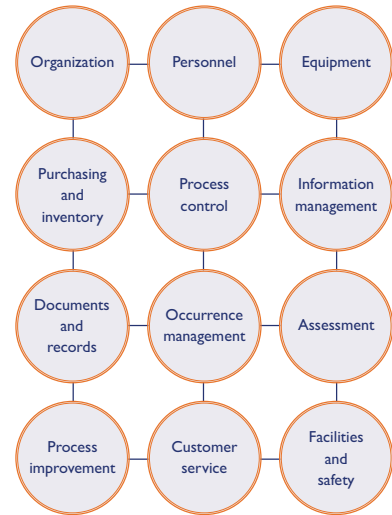 Organization
Personnel
Equipment
Purchasing
and
inventory
Process
control
Information
management
Documents
and
records
Occurrence
management
Assessment
Process
improvement
Customer
service
Facilities
and
safety